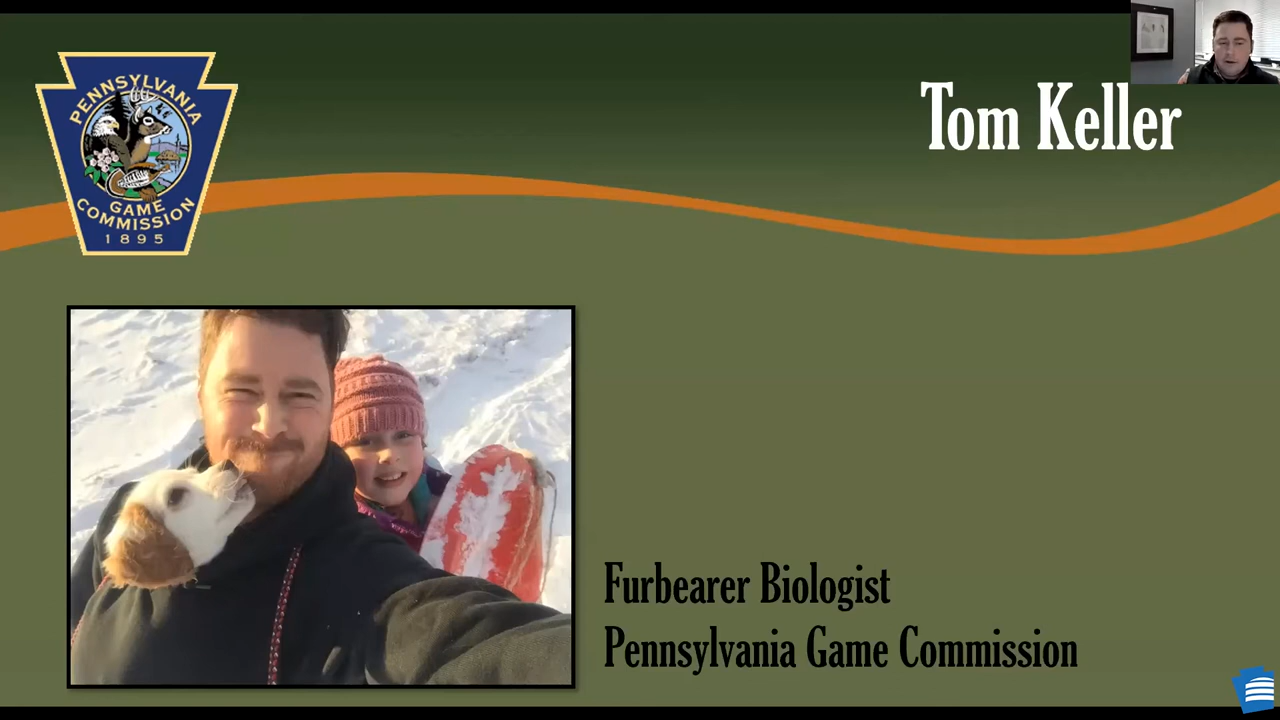 PENNSYLVANIA
GAME
COMMISSION
1895
Tom Keller
Furbearer Biologist
Pennsylvania Game Commission